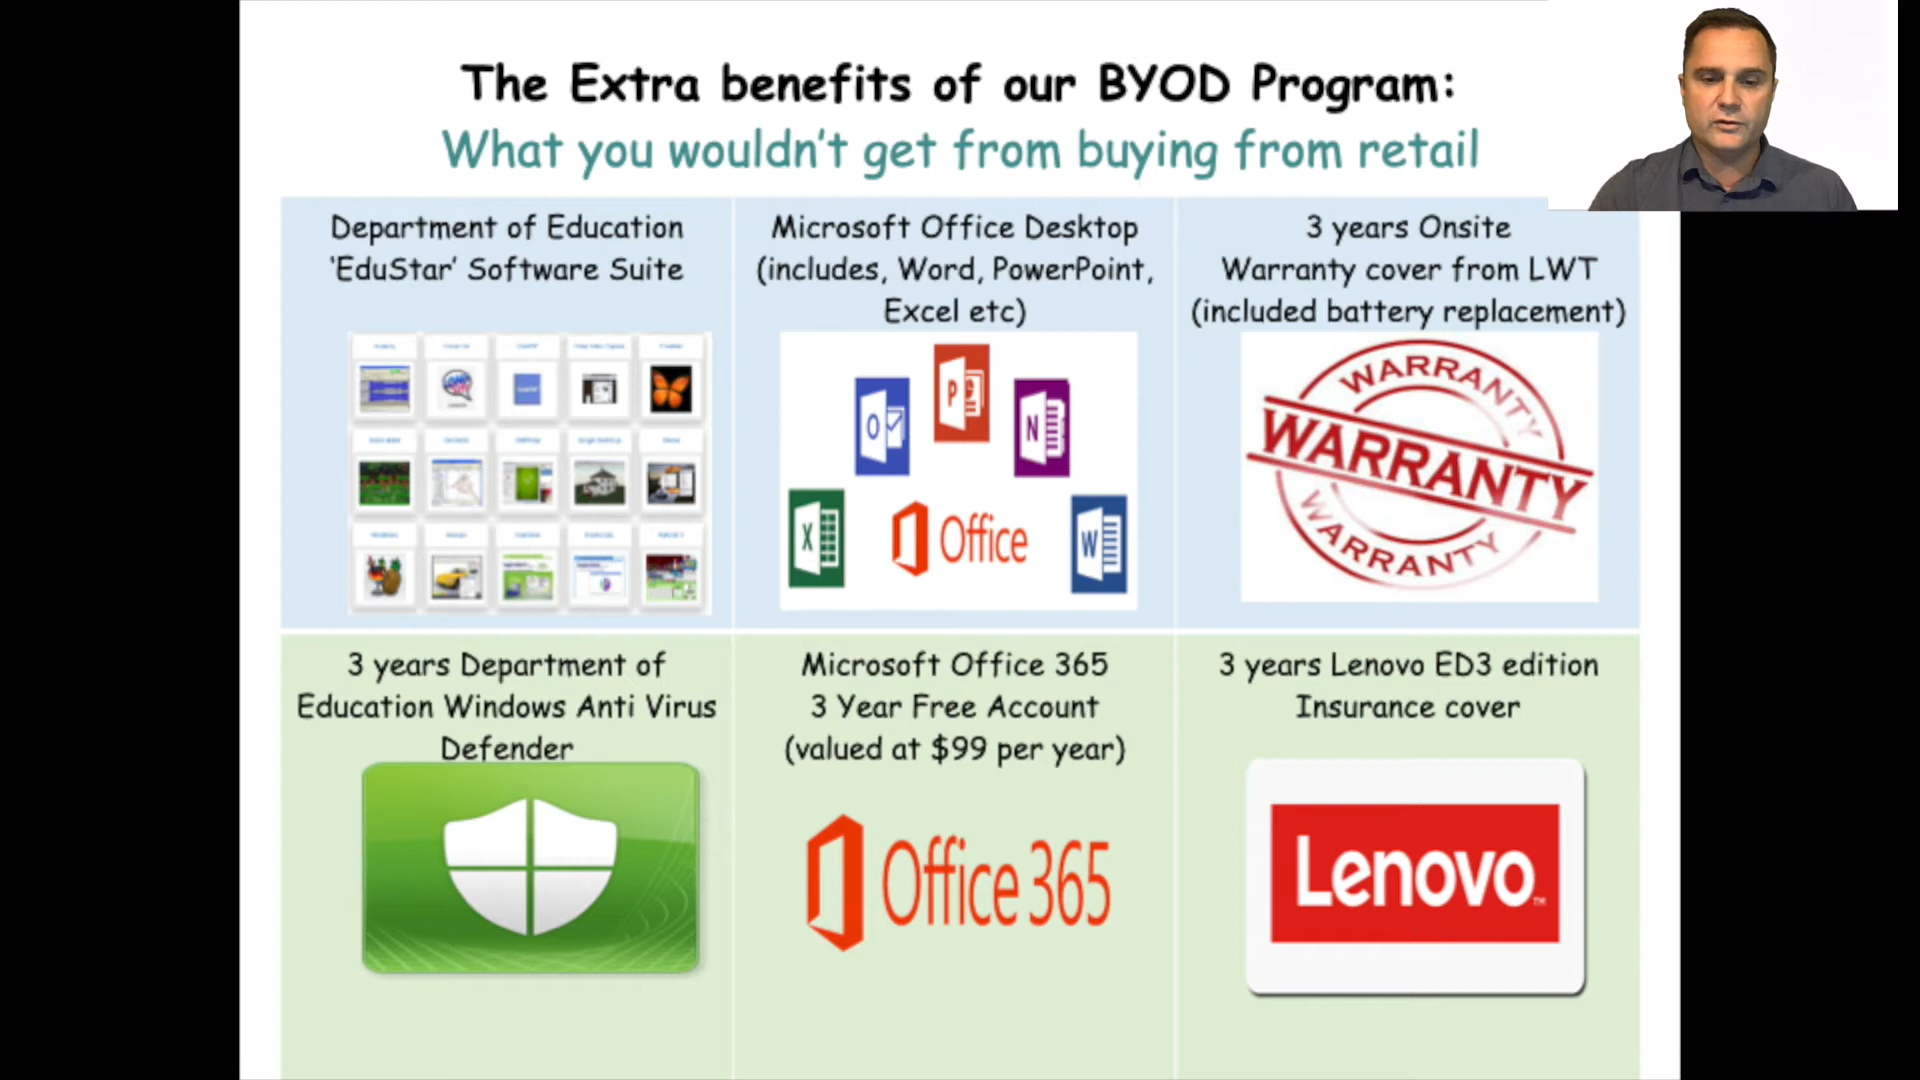 The Extra benefits of our BYOD Program:
What you wouldn't get from buying from retail
Department of Education
'EduStar' Software Suite
Microsoft Office Desktop
(includes, Word, PowerPoint,
Excel etc)
3 years Onsite
Warranty cover from LWT
(included battery replacement)
O
P
N
X
Office
W
WARRANTY
WARRANTY
WARRANTY
3 years Department of
Education Windows Anti Virus
Defender
Microsoft Office 365
3 Year Free Account
(valued at $99 per year)
3 years Lenovo ED3 edition
Insurance cover
Office 365
Lenovo™